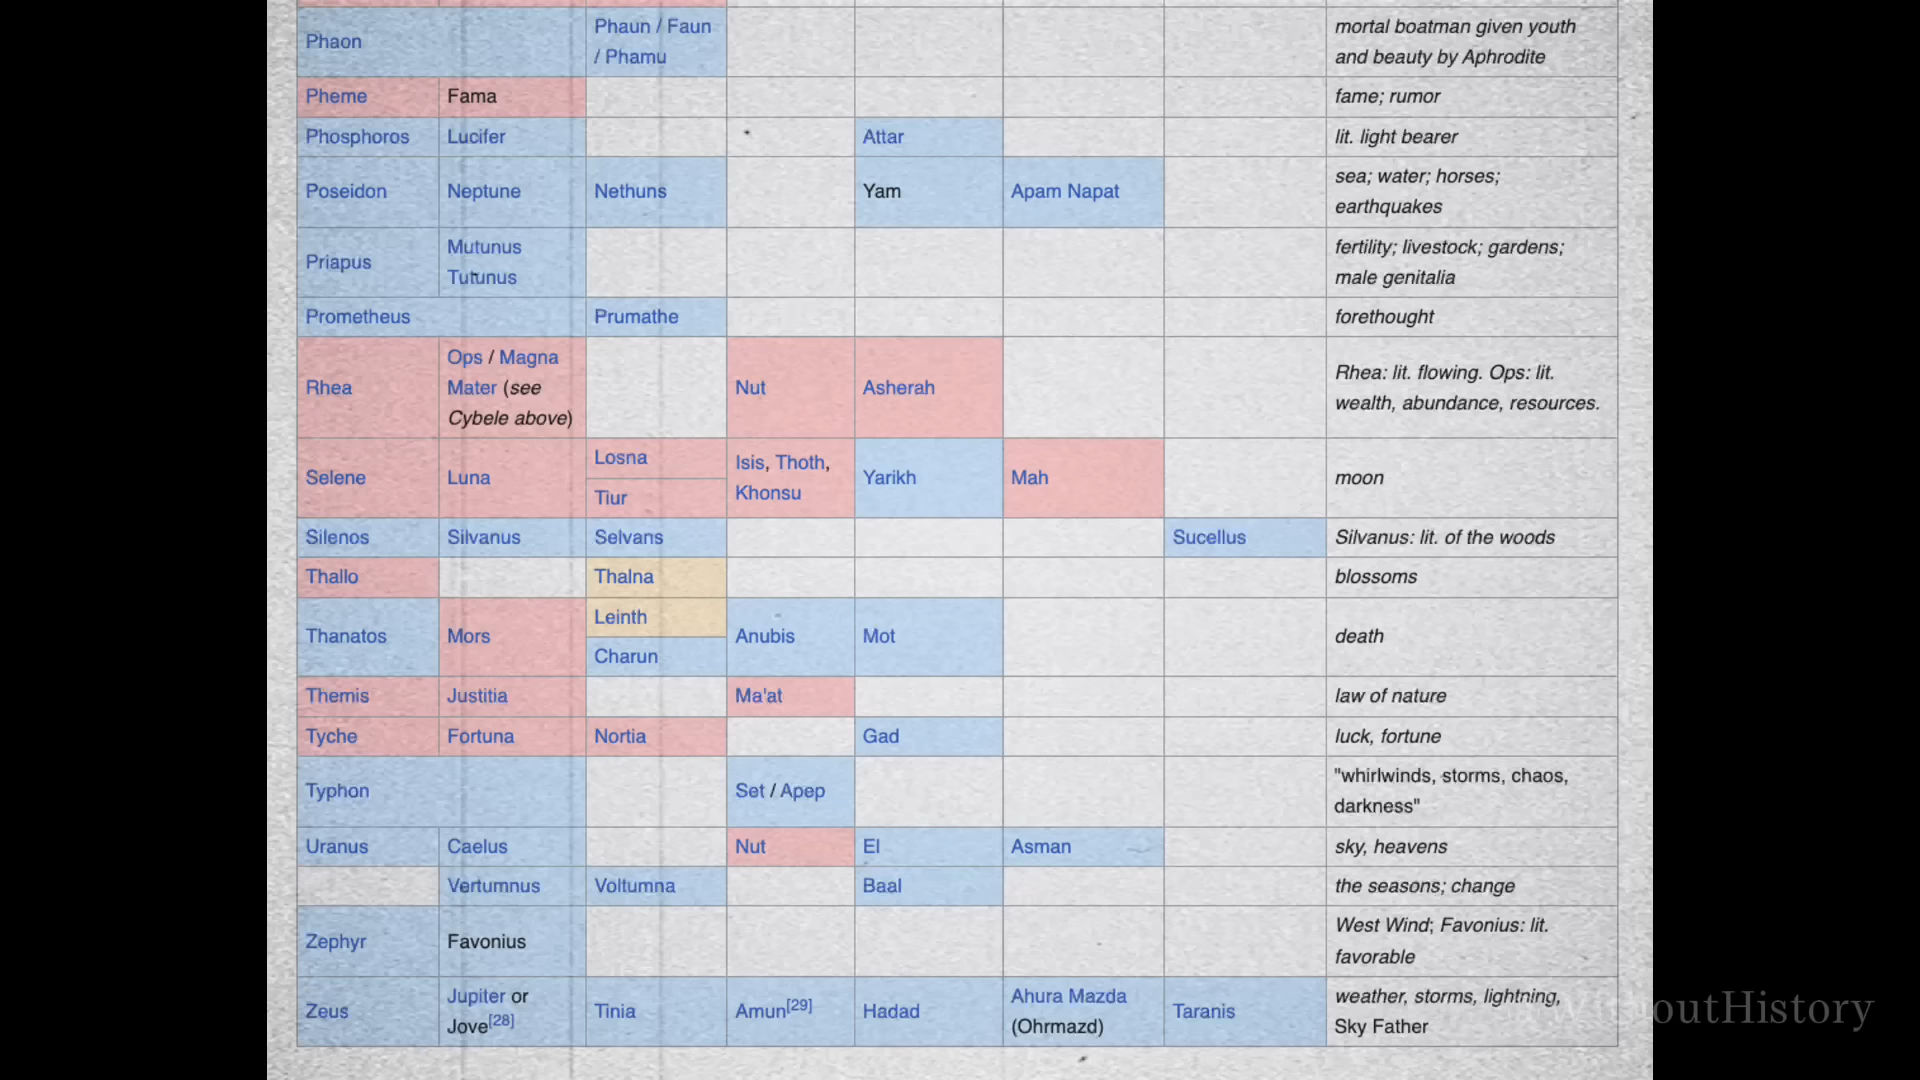 Phaon
Phaun / Faun
/ Phamu
mortal boatman given youth
and beauty by Aphrodite
Pheme Fama fame; rumor
Phosphoros Lucifer Attar lit. light bearer
Poseidon Neptune Nethuns Yam Apam Napat
sea; water; horses;
earthquakes
Priapus
Mutunus
Tutunus
fertility; livestock; gardens;
male genitalia
Prometheus Prumathe forethought
Rhea
Ops / Magna
Mater (see
Cybele above)
Nut Asherah
Rhea: lit. flowing. Ops: lit.
wealth, abundance, resources.
Selene Luna
Losna
Tiur
Isis, Thoth,
Khonsu
Yarikh Mah moon
Silenos Silvanus Selvans Sucellus Silvanus: lit. of the woods
Thallo Thalna blossoms
Thanatos Mors
Leinth
Charun
Anubis Mot death
Themis Justitia Ma'at law of nature
Tyche Fortuna Nortia Gad luck, fortune
Typhon Set / Apep
"whirlwinds, storms, chaos,
darkness"
Uranus Caelus Nut El Asman sky, heavens
Vertumnus Voltumna Baal the seasons; change
Zephyr Favonius
West Wind; Favonius: lit.
favorable
Zeus
Jupiter or
Jove[28]
Tinia Amun[29] Hadad
Ahura Mazda
(Ohrmazd)
Taranis
weather, storms, lightning,
Sky Father